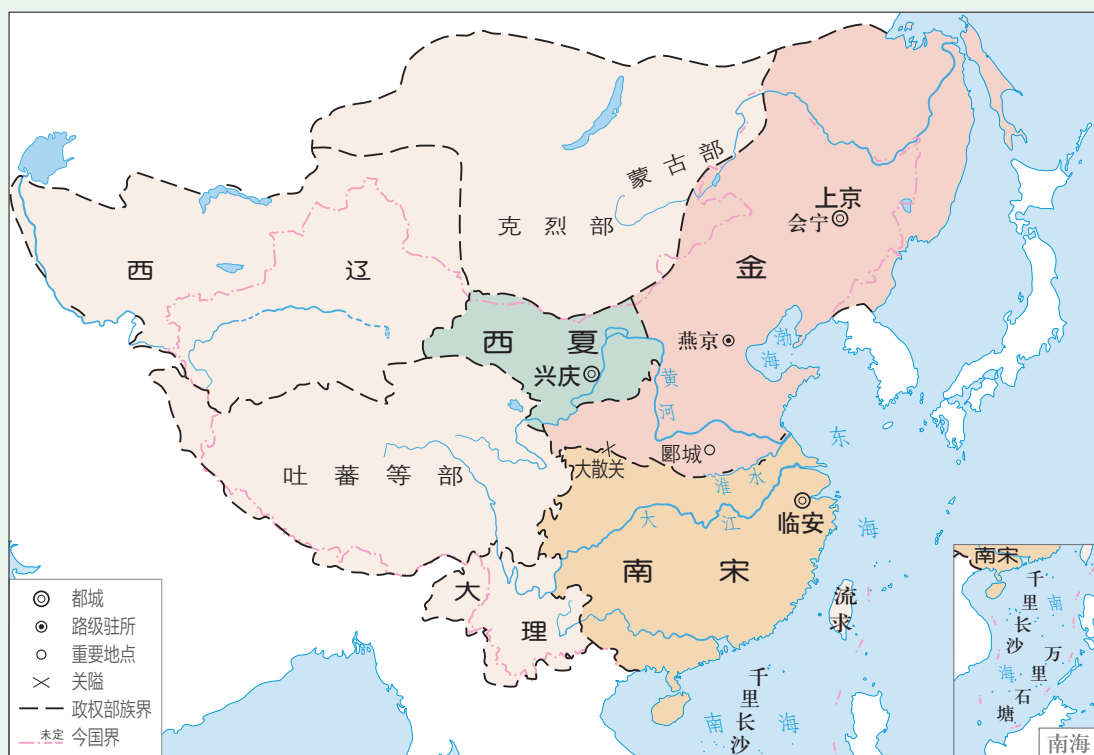 蒙古部
克烈部
上京
会宁
金
西辽
西夏
兴庆
燕京
渤海
黄河
郾城
大散关
淮水
东海
吐蕃等部
大江
临安
南宋
大理
流求
千里长沙
南海
都城
路级驻所
重要地点
关隘
政权部族界
未定
今国界
南宋
千里长沙
南海
万里石塘
南海